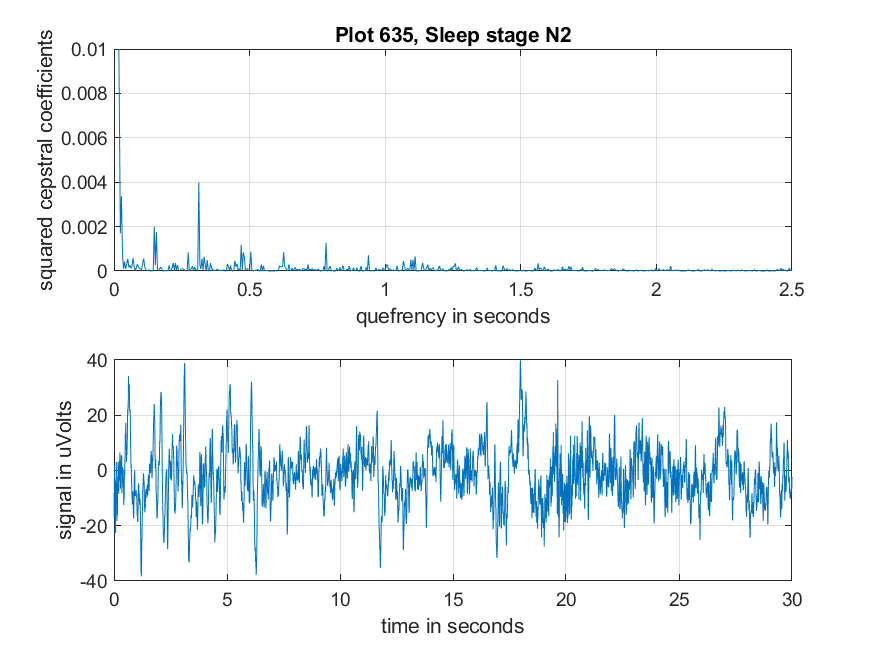 Plot 635, Sleep stage N2
squared cepstral coefficients
0.01
0.008
0.006
0.004
0.002
0
0 0.5 1 1.5 2 2.5
quefrency in seconds
signal in uVolts
40
20
0
-20
-40
0 5 10 15 20 25 30
time in seconds